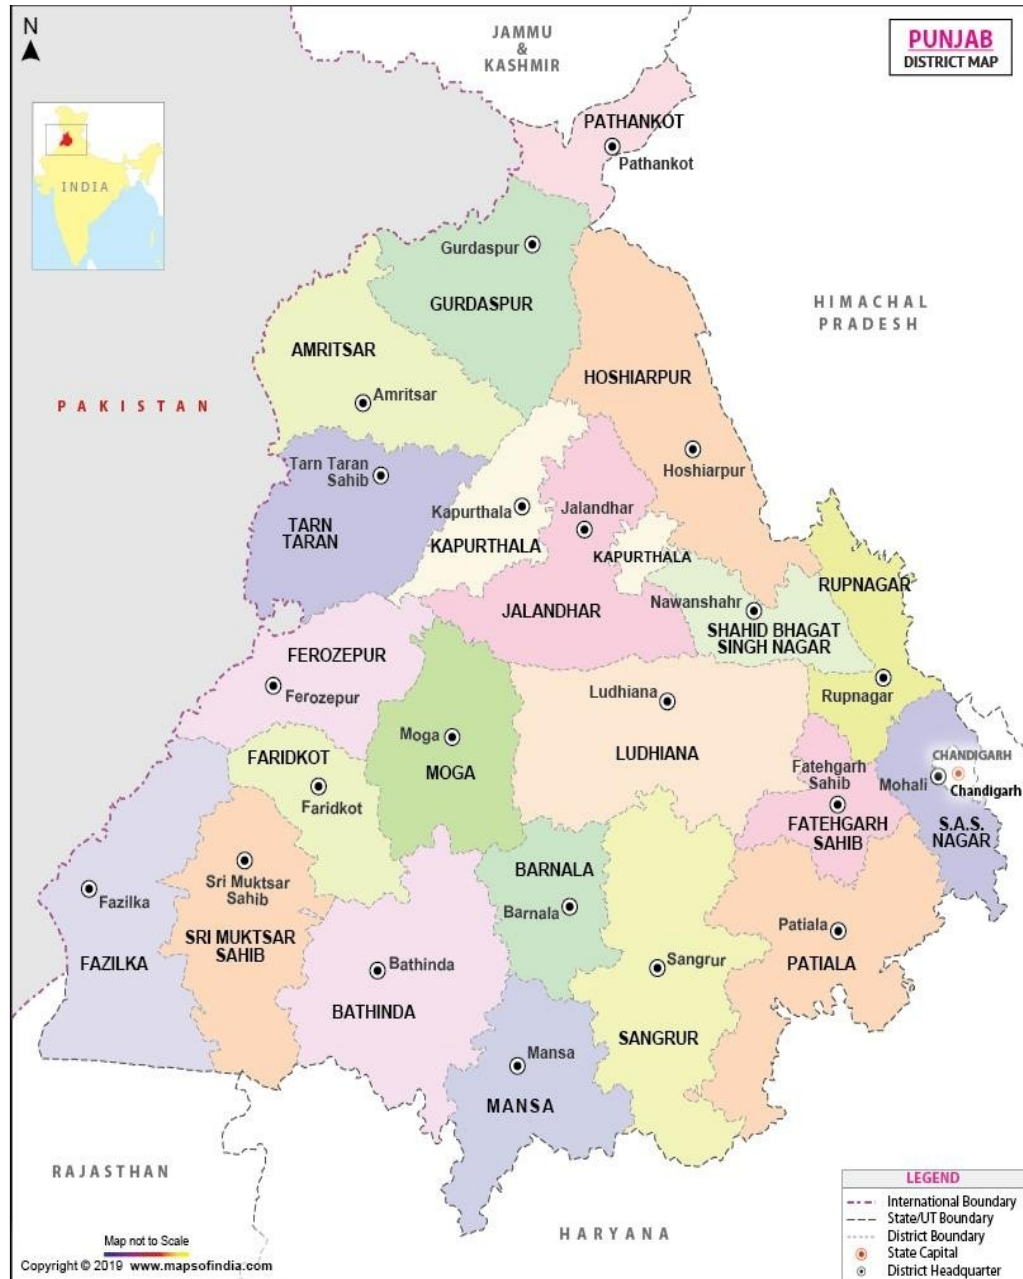 N
JAMMU
&
KASHMIR
PUNJAB
DISTRICT MAP
INDIA
PATHANKOT
Pathankot
Gurdaspur
GURDASPUR
HIMACHAL
PRADESH
AMRITSAR
HOSHIARPUR
Amritsar
PAKISTAN
Hoshiarpur
Tarn Taran
Sahib
Kapurthala
Jalandhar
TARN
TARAN
KAPURTHALA
KAPURTHALA
RUPNAGAR
JALANDHAR
Nawanshahr
SHAHID BHAGAT
SINGH NAGAR
FEROZEPUR
Ferozepur
Ludhiana
Rupnagar
Moga
FARIDKOT
MOGA
LUDHIANA
Fatehgarh
Sahib
CHANDIGARH
Mohali
Chandigarh
Faridkot
FATEHGARH
SAHIB
S.A.S.
NAGAR
BARNALA
Sri Muktsar
Sahib
Fazilka
Barnala
Patiala
SRI MUKTSAR
SAHIB
FAZILKA
Bathinda
Sangrur
PATIALA
BATHINDA
SANGRUR
Mansa
MANSA
RAJASTHAN
HARYANA
LEGEND
International Boundary
State/UT Boundary
District Boundary
State Capital
District Headquarter
Map not to Scale
Copyright © 2019 www.mapsofindia.com